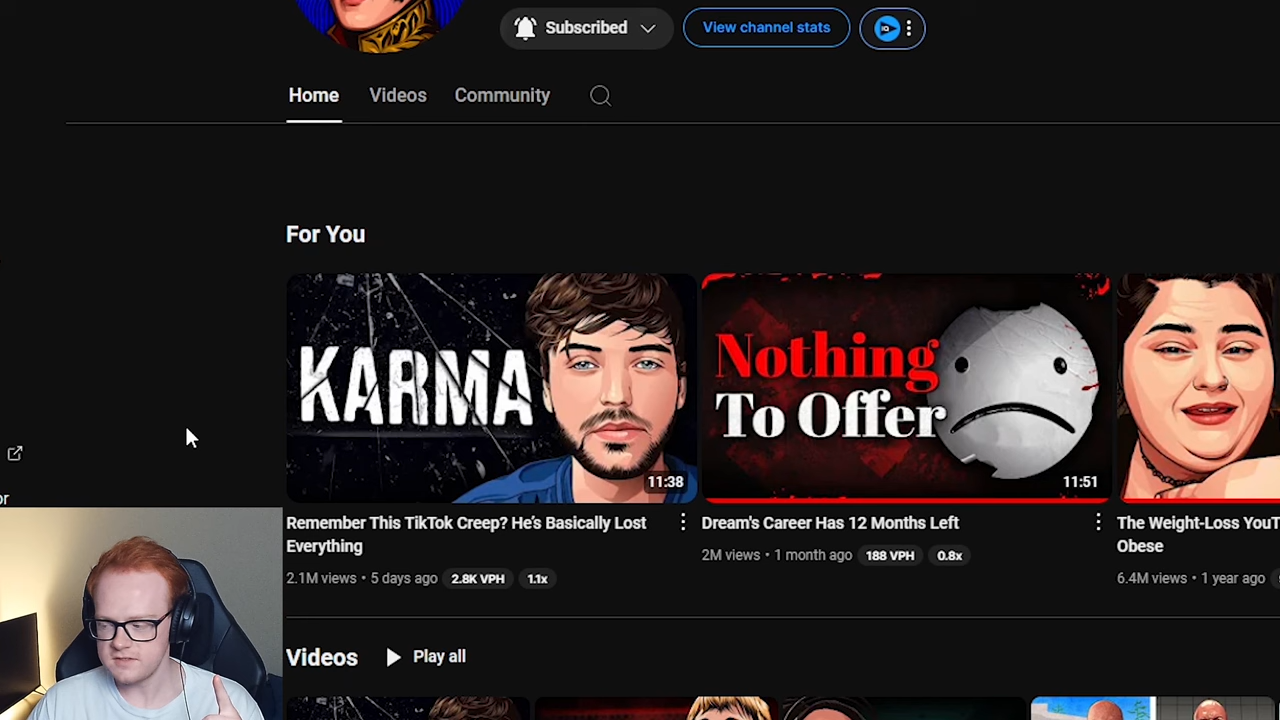 Subscribed
View channel stats
Home
Videos
Community
For You
KARMA
11:38
Nothing
To Offer
11:51
Remember This TikTok Creep? He's Basically Lost
Everything
2.1M views • 5 days ago 2.8K VPH 1.1x
Dream's Career Has 12 Months Left
2M views • 1 month ago 188 VPH 0.8x
The Weight-Loss YouT
Obese
6.4M views • 1 year ago
or
Videos
Play all